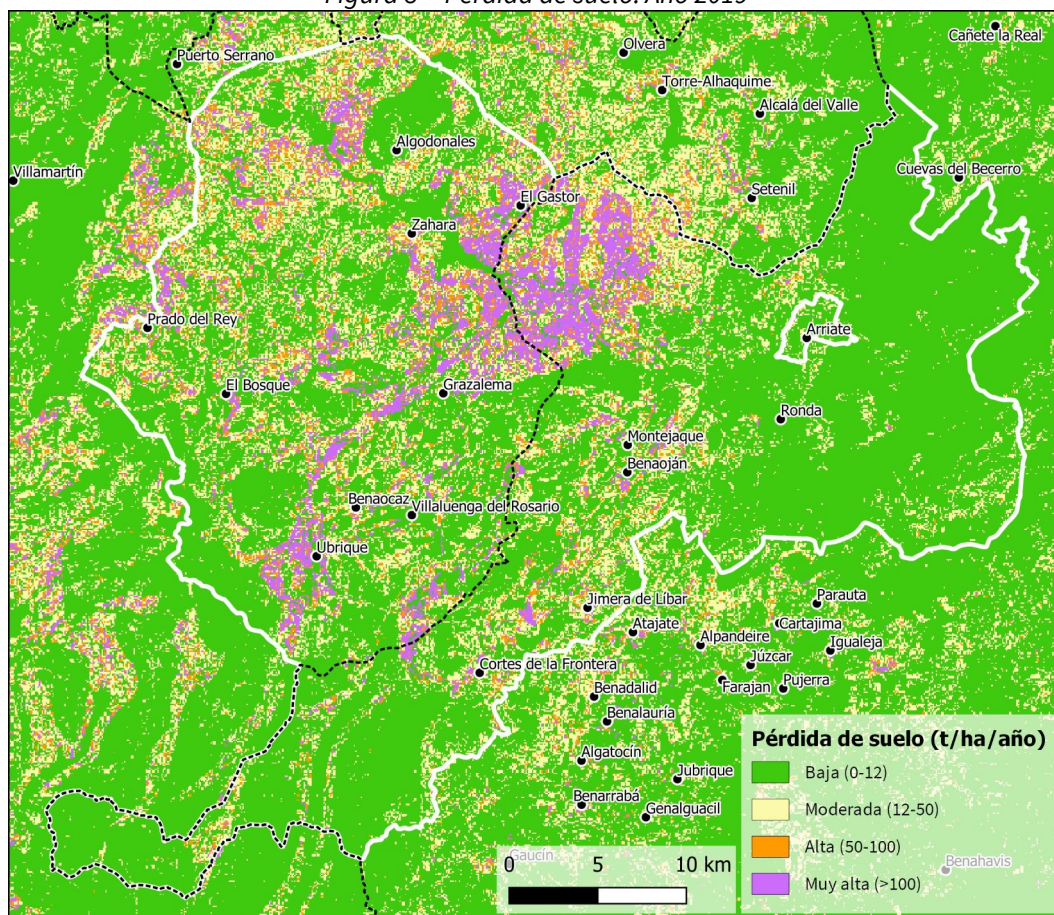 Figura 8 – Pérdida de suelo. Año 2019
Cañete la Real
Olvera
Puerto Serrano
Torre-Alhaquime
Alcalá del Valle
Algodonales
Cuevas del Becerro
Villamartín
Setenil
El Gastor
Zahara
Prado del Rey
Arriate
El Bosque
Grazalema
Ronda
Montejaque
Benaoján
Benaocaz
Villaluenga del Rosario
Ubrique
Jimera de Líbar
Parauta
Cartajima
Atajate
Alpandeire
Igualeja
Júzcar
Cortes de la Frontera
Farajan
Pujerra
Benadalid
Benalauría
Algatocín
Jubrique
Benarrabá
Genalguacil
Gaucín
Benahavis
Pérdida de suelo (t/ha/año)
Baja (0-12)
Moderada (12-50)
Alta (50-100)
Muy alta (>100)
0 5 10 km